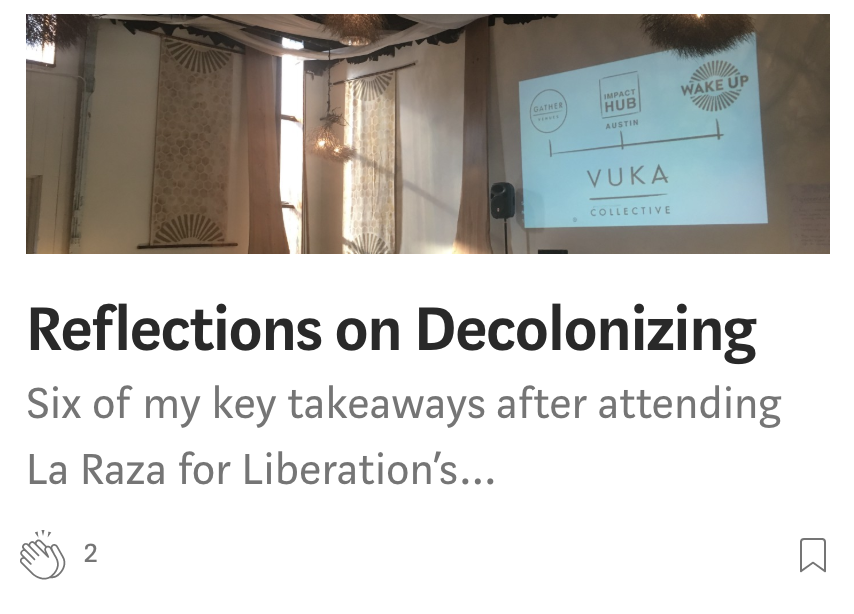 GATHER
IMPACT
HUB
AUSTIN
WAKE UP
VUKA
COLLECTIVE
Reflections on Decolonizing
Six of my key takeaways after attending
La Raza for Liberation’s...
2